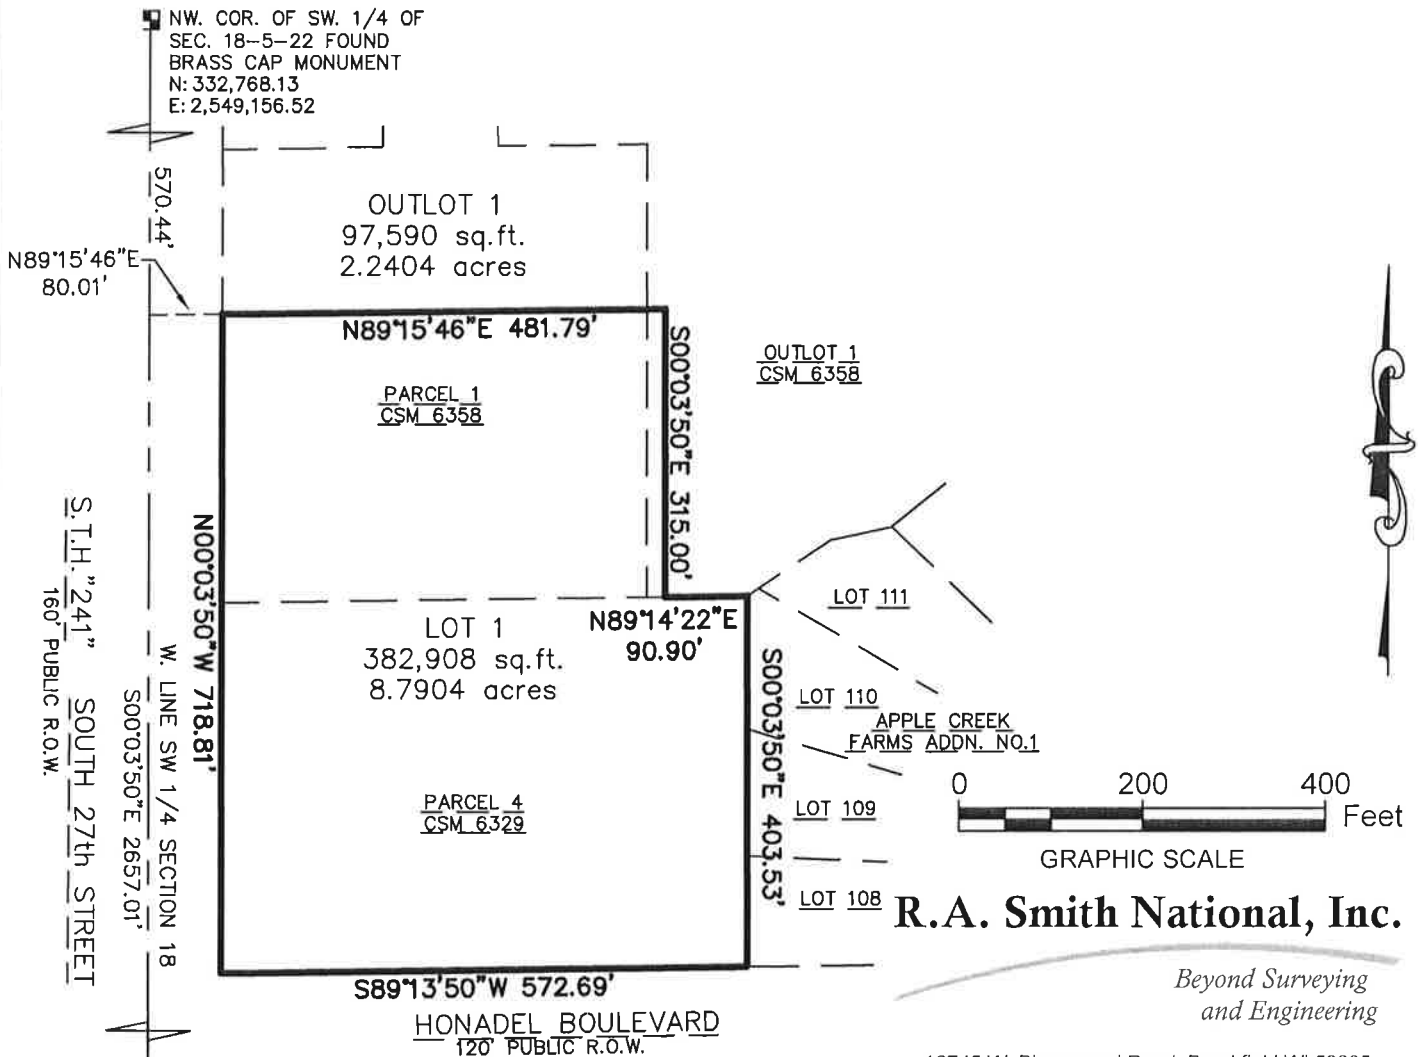 NW. COR. OF SW. 1/4 OF
SEC. 18-5-22 FOUND
BRASS CAP MONUMENT
N: 332,768.13
E: 2,549,156.52
570.44'
OUTLOT 1
97,590 sq.ft.
2.2404 acres
N89°15'46"E
80.01'
N89°15'46"E 481.79'
S00°03'50"E 315.00'
OUTLOT 1
CSM 6358
PARCEL 1
CSM 6358
N00°03'50"W 718.81'
S.T.H. "241" SOUTH 27th STREET
160' PUBLIC R.O.W.
W. LINE SW 1/4 SECTION 18
S00°03'50"E 2657.01'
LOT 1
382,908 sq.ft.
8.7904 acres
N89°14'22"E
90.90'
LOT 111
S00°03'50"E 403.53'
LOT 110
APPLE CREEK
FARMS ADDN. NO.1
PARCEL 4
CSM 6329
LOT 109
LOT 108
0 200 400
Feet
GRAPHIC SCALE
R.A. Smith National, Inc.
Beyond Surveying
and Engineering
S89°13'50"W 572.69'
HONADEL BOULEVARD
120' PUBLIC R.O.W.